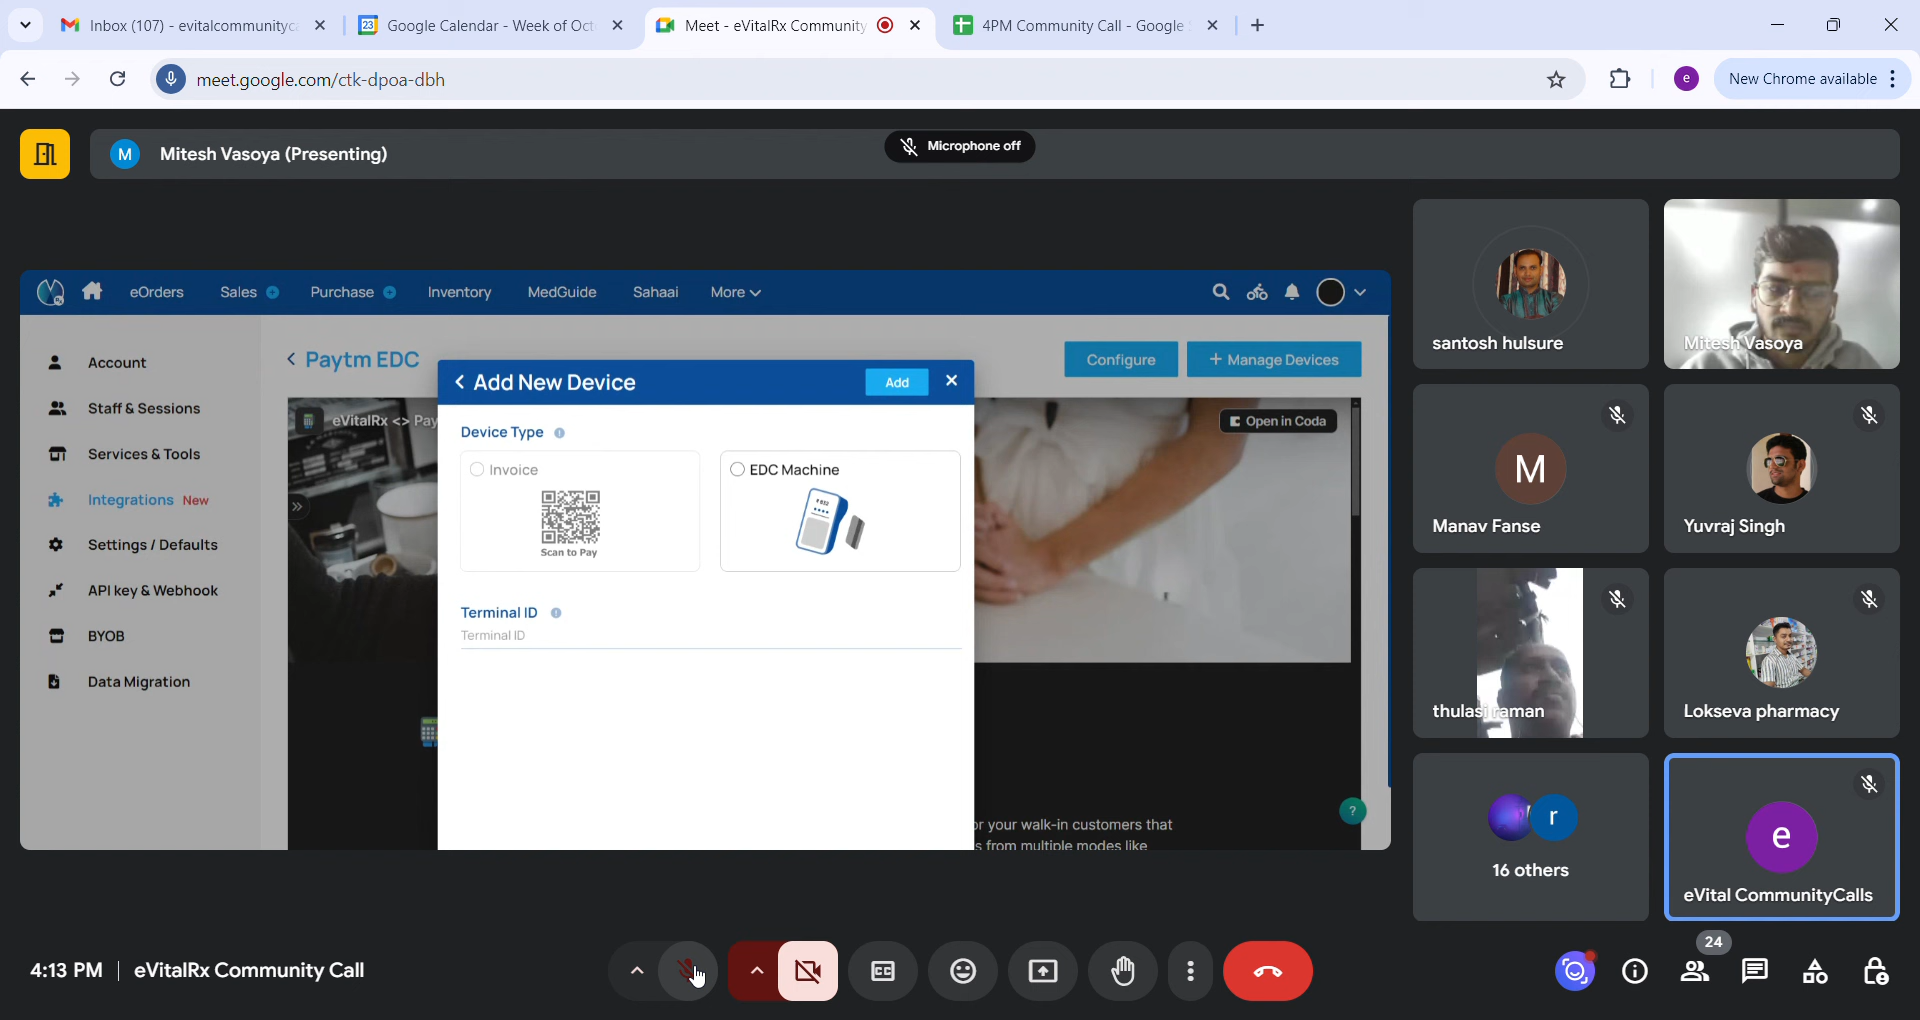 Inbox (107) - evitalcommunityc
Google Calendar - Week of Oct
Meet - eVitalRx Community
4PM Community Call - Google
meet.google.com/ctk-dpoa-dbh
e
New Chrome available
M
Mitesh Vasoya (Presenting)
Microphone off
eOrders
Sales
Purchase
Inventory
MedGuide
Sahaai
More
Account
Staff & Sessions
Services & Tools
Integrations New
Settings / Defaults
API key & Webhook
BYOB
Data Migration
Paytm EDC
Configure
+ Manage Devices
eVitalRx <> Pay
Open in Coda
Add New Device
Add
Device Type
Invoice
Scan to Pay
EDC Machine
Terminal ID
Terminal ID
or your walk-in customers that
s from multiple modes like
?
santosh hulsure
Mitesh Vasoya
M
Manav Fanse
Yuvraj Singh
thulasi raman
Lokseva pharmacy
r
16 others
e
eVital CommunityCalls
4:13 PM | eVitalRx Community Call
24